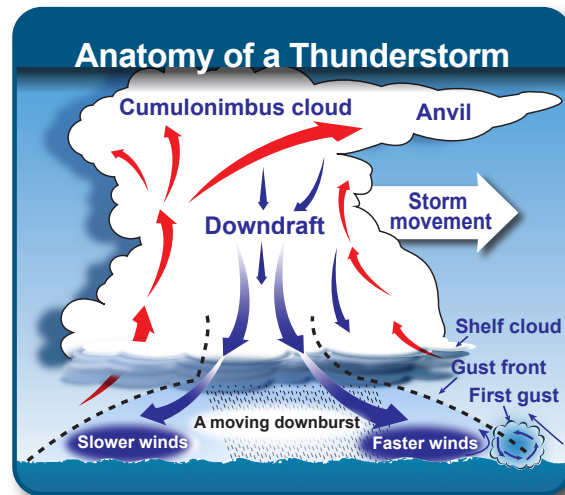 Anatomy of a Thunderstorm
Cumulonimbus cloud
Anvil
Storm
movement
Downdraft
Shelf cloud
Gust front
First gust
A moving downburst
Slower winds
Faster winds